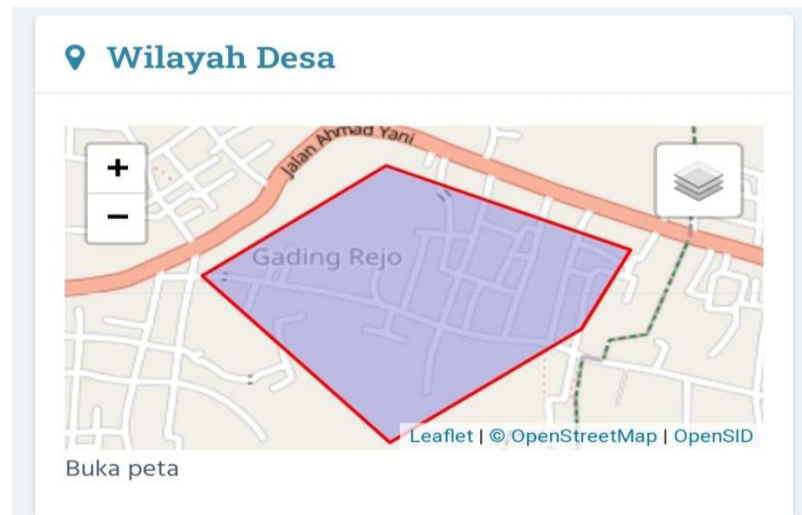 Wilayah Desa
Jalan Ahmad Yani
+
−
Gading Rejo
Leaflet | © OpenStreetMap | OpenSID
Buka peta